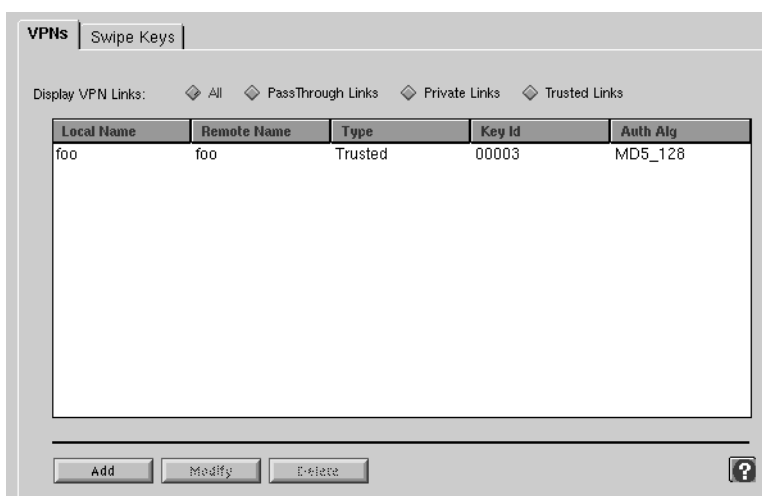 VPNs Swipe Keys
Display VPN Links: All PassThrough Links Private Links Trusted Links
Local Name Remote Name Type Key Id Auth Alg
foo foo Trusted 00003 MD5_128
Add Modify Delete ?